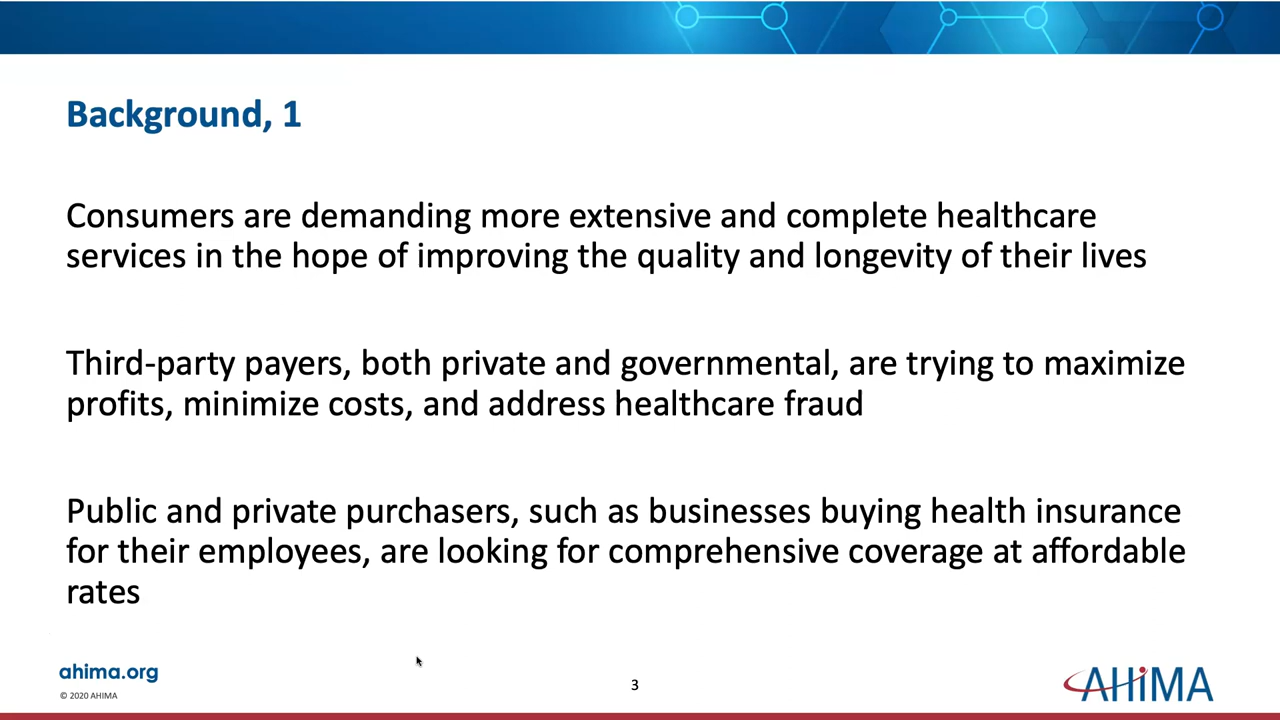 Background, 1
Consumers are demanding more extensive and complete healthcare
services in the hope of improving the quality and longevity of their lives
Third-party payers, both private and governmental, are trying to maximize
profits, minimize costs, and address healthcare fraud
Public and private purchasers, such as businesses buying health insurance
for their employees, are looking for comprehensive coverage at affordable
rates
ahima.org
© 2020 AHIMA
3
AHIMA